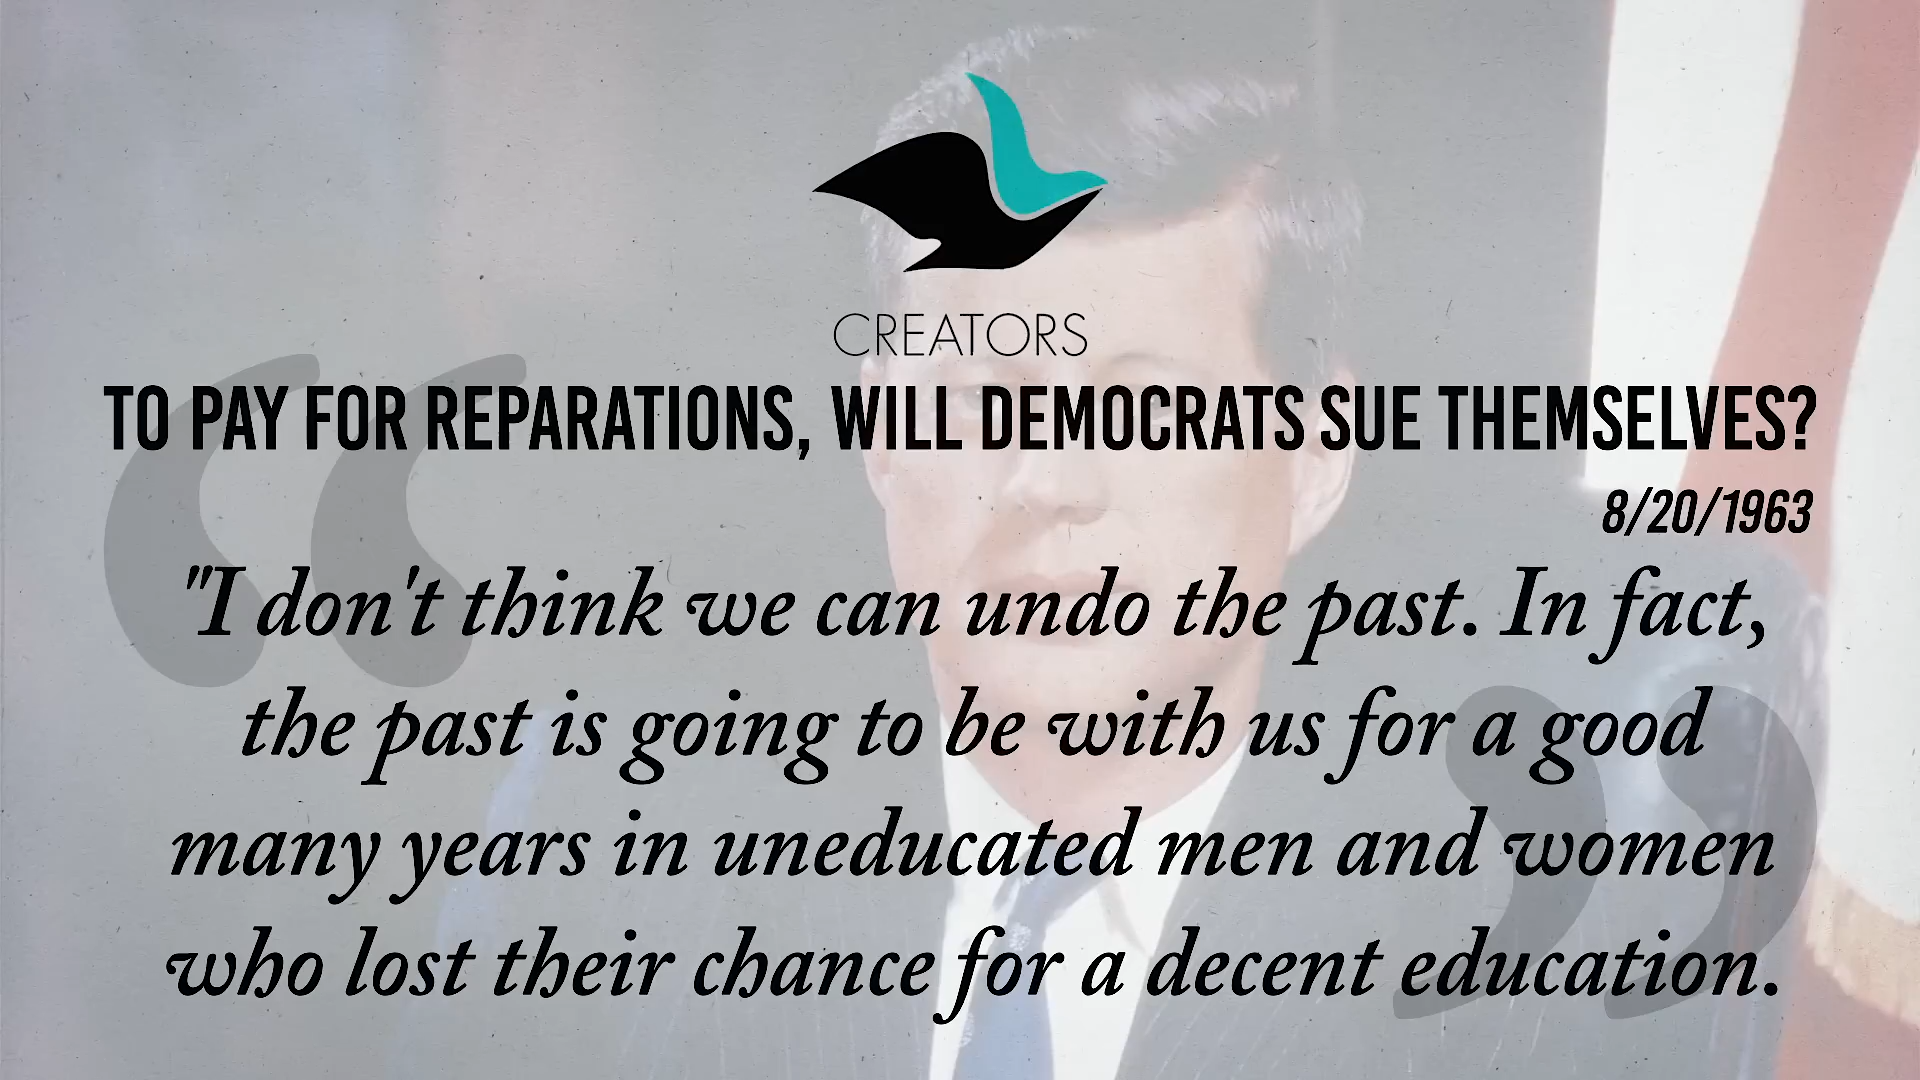 CREATORS
TO PAY FOR REPARATIONS, WILL DEMOCRATS SUE THEMSELVES?
8/20/1963
"I don't think we can undo the past. In fact,
the past is going to be with us for a good
many years in uneducated men and women
who lost their chance for a decent education.